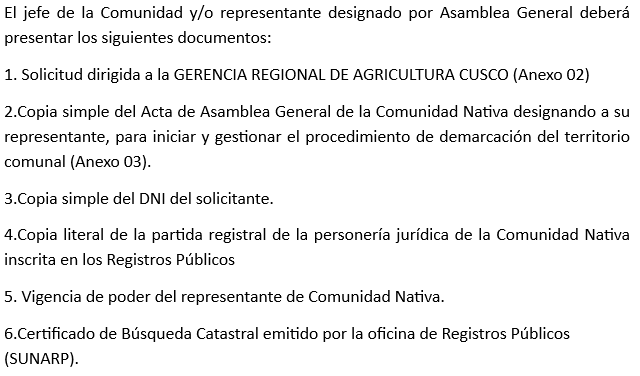 El jefe de la Comunidad y/o representante designado por Asamblea General deberá
presentar los siguientes documentos:
1. Solicitud dirigida a la GERENCIA REGIONAL DE AGRICULTURA CUSCO (Anexo 02)
2.Copia simple del Acta de Asamblea General de la Comunidad Nativa designando a su
representante, para iniciar y gestionar el procedimiento de demarcación del territorio
comunal (Anexo 03).
3.Copia simple del DNI del solicitante.
4.Copia literal de la partida registral de la personería jurídica de la Comunidad Nativa
inscrita en los Registros Públicos
5. Vigencia de poder del representante de Comunidad Nativa.
6.Certificado de Búsqueda Catastral emitido por la oficina de Registros Públicos
(SUNARP).